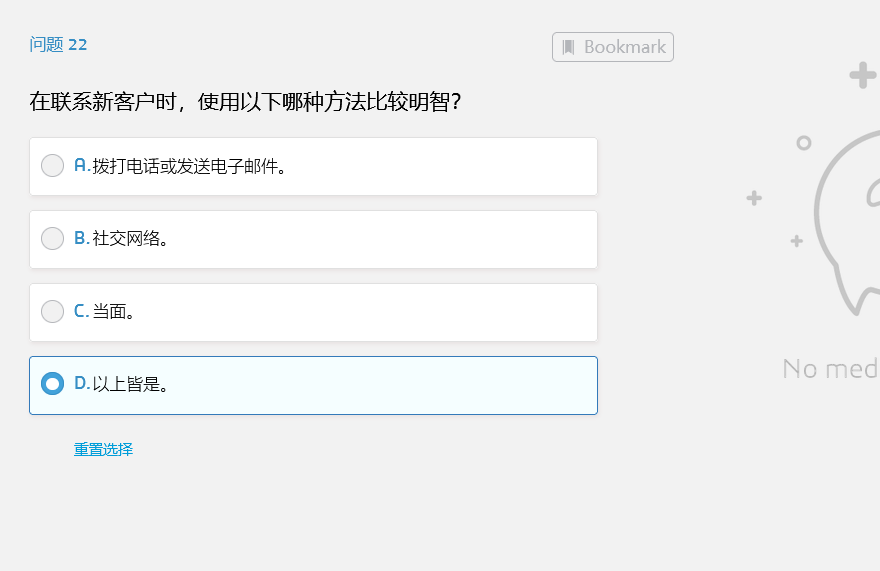 问题 22
Bookmark
在联系新客户时，使用以下哪种方法比较明智？
A.拨打电话或发送电子邮件。
B.社交网络。
C.当面。
D.以上皆是。
重置选择
No med